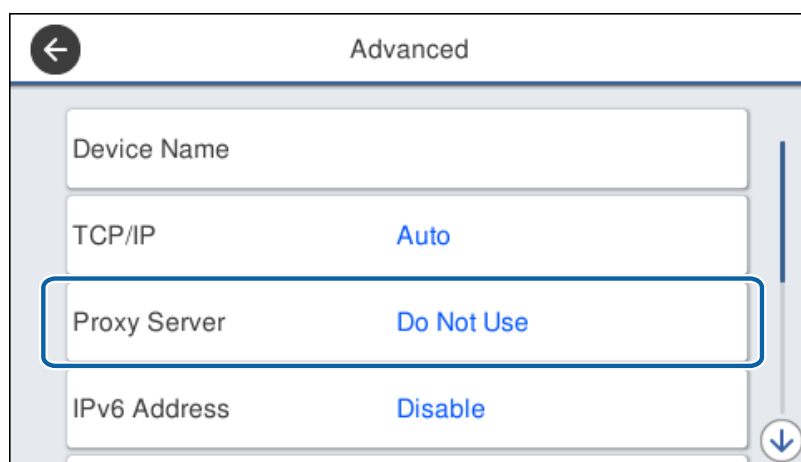 Advanced
Device Name
TCP/IP Auto
Proxy Server Do Not Use
IPv6 Address Disable